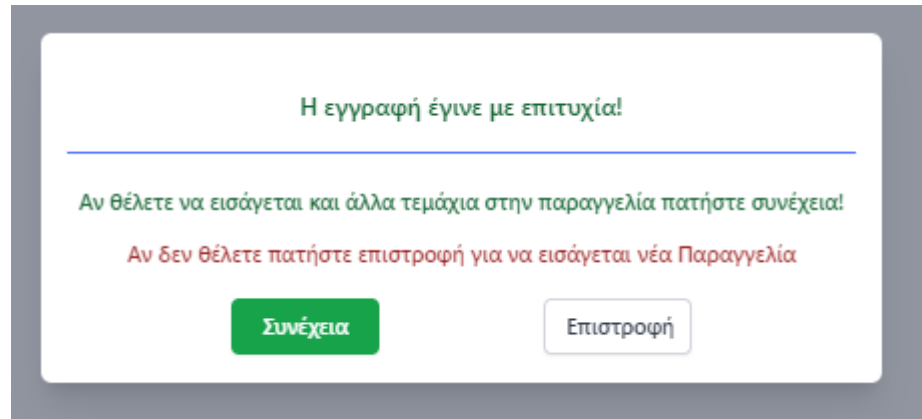 Η εγγραφή έγινε με επιτυχία!
Αν θέλετε να εισάγεται και άλλα τεμάχια στην παραγγελία πατήστε συνέχεια!
Αν δεν θέλετε πατήστε επιστροφή για να εισάγεται νέα Παραγγελία
Συνέχεια
Επιστροφή